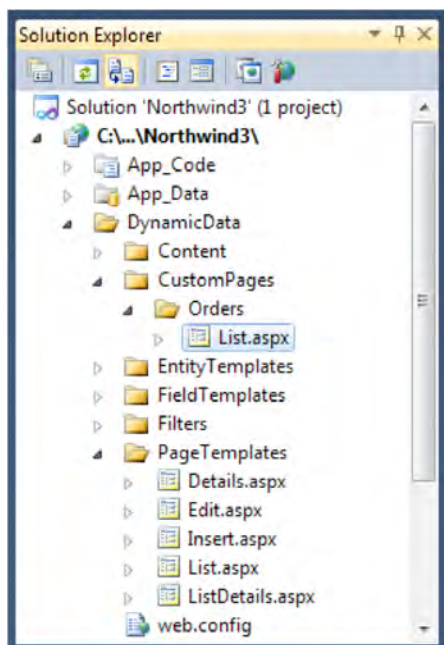 Solution Explorer
Solution 'Northwind3' (1 project)
C:\...\Northwind3\
App_Code
App_Data
DynamicData
Content
CustomPages
Orders
List.aspx
EntityTemplates
FieldTemplates
Filters
PageTemplates
Details.aspx
Edit.aspx
Insert.aspx
List.aspx
ListDetails.aspx
web.config